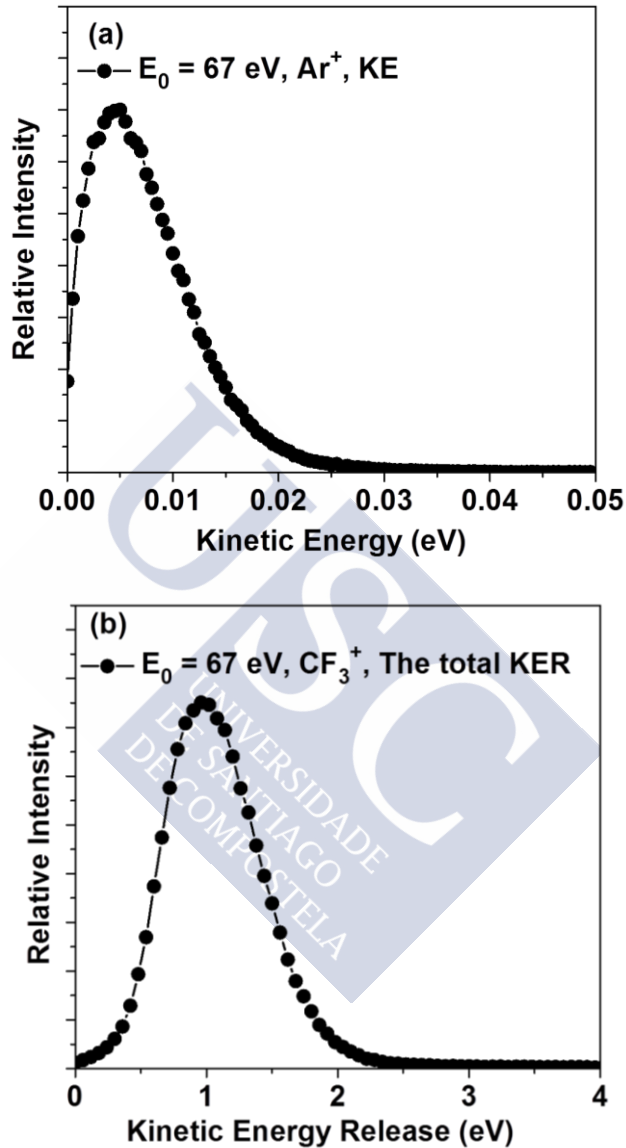 (a)
E₀ = 67 eV, Ar⁺, KE
Relative Intensity
0.00 0.01 0.02 0.03 0.04 0.05
Kinetic Energy (eV)
USC
UNIVERSIDADE
DE SANTIAGO
DE COMPOSTELA
(b)
E₀ = 67 eV, CF₃⁺, The total KER
Relative Intensity
0 1 2 3 4
Kinetic Energy Release (eV)